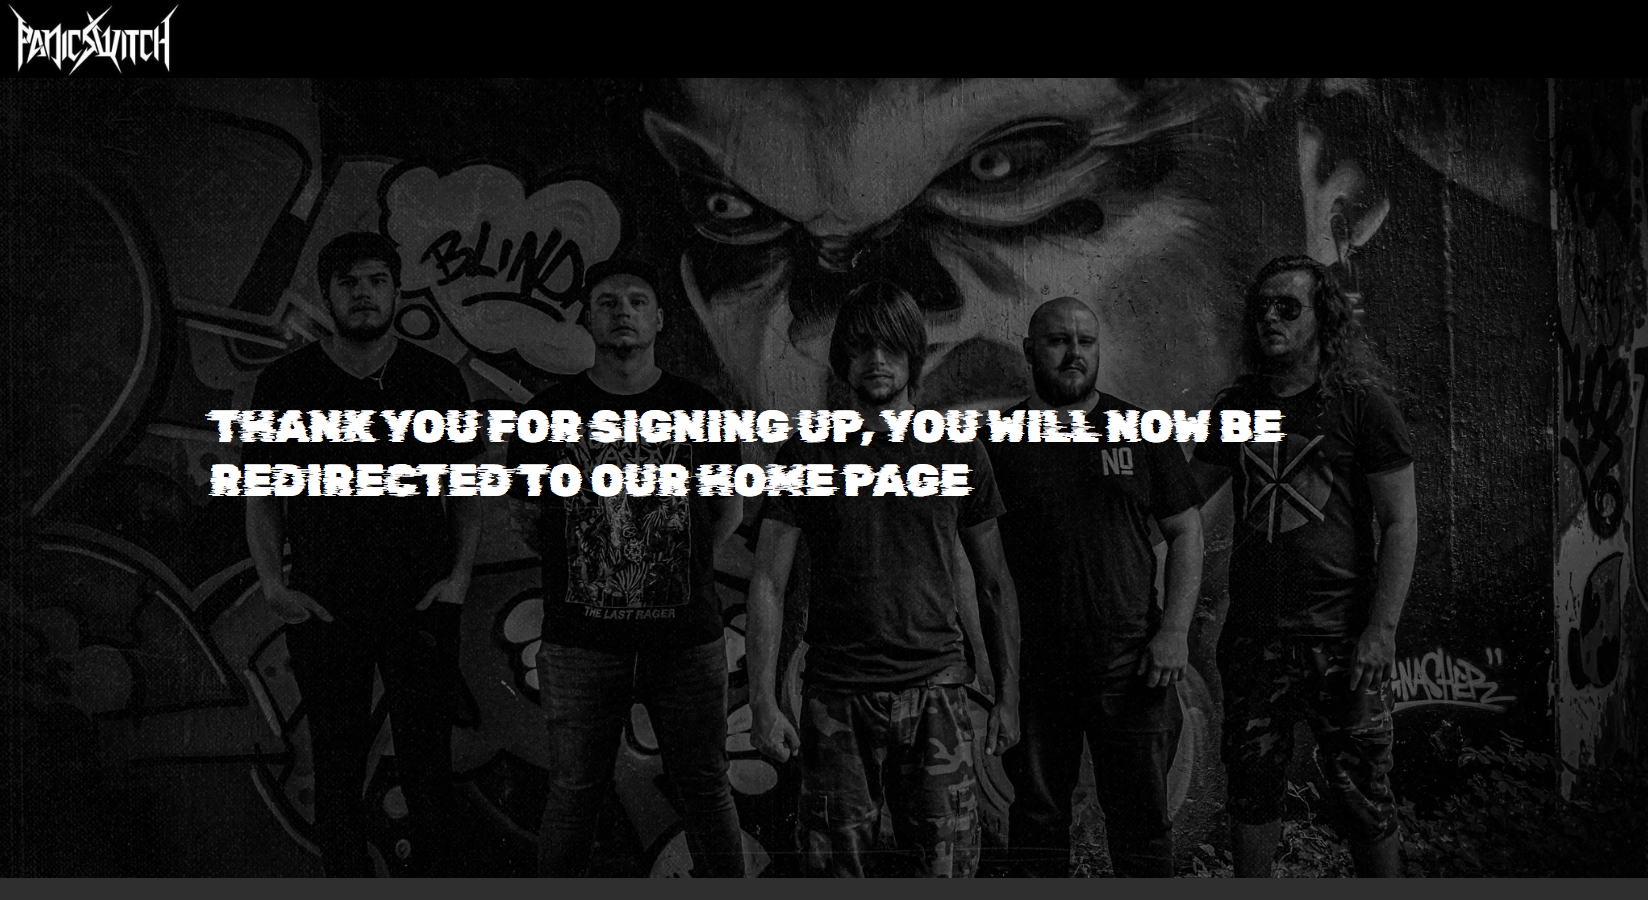 PANICSWITCH
BLIND
THANK YOU FOR SIGNING UP, YOU WILL NOW BE
REDIRECTED TO OUR HOME PAGE
NO
THE LAST RAGER
GNASHER"